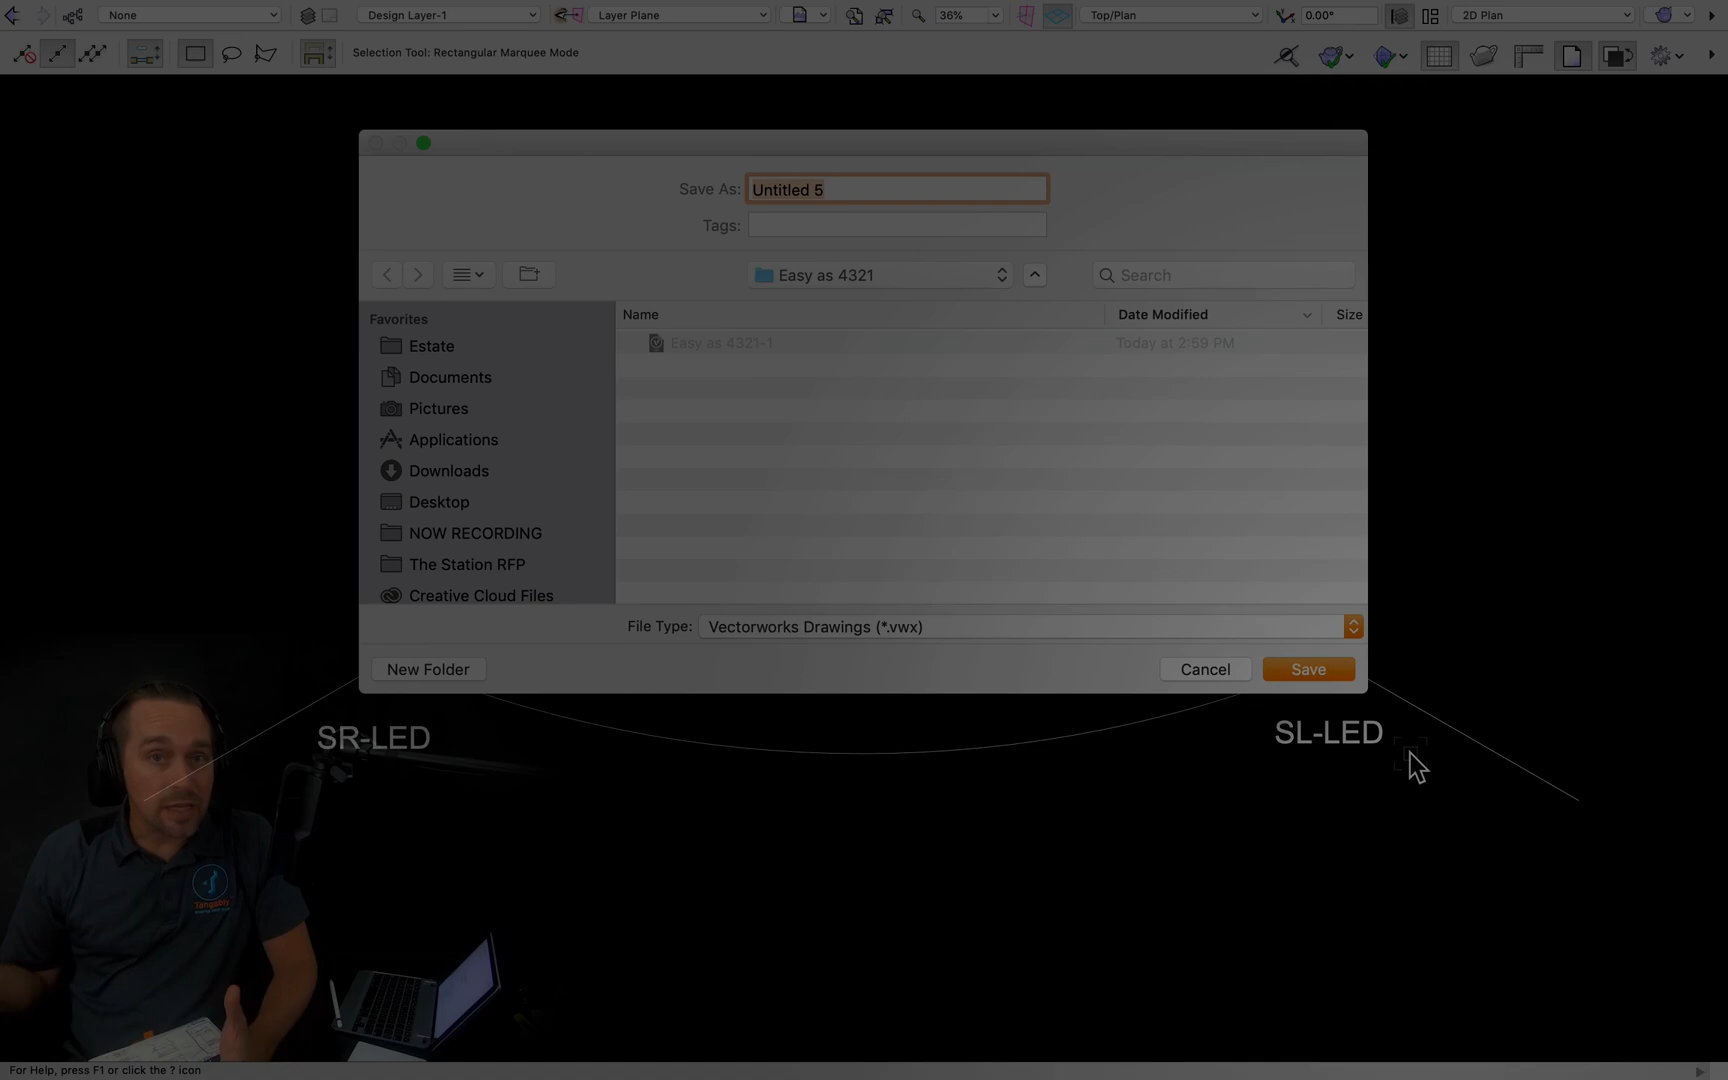 None
Design Layer-1
Layer Plane
36%
Top/Plan
0.00°
2D Plan
Selection Tool: Rectangular Marquee Mode
Save As: Untitled 5
Tags:
Easy as 4321
Search
Favorites
Estate
Documents
Pictures
Applications
Downloads
Desktop
NOW RECORDING
The Station RFP
Creative Cloud Files
Name Date Modified Size
Easy as 4321-1 Today at 2:59 PM
File Type: Vectorworks Drawings (*.vwx)
New Folder Cancel Save
SR-LED
SL-LED
Tangably
For Help, press F1 or click the ? icon